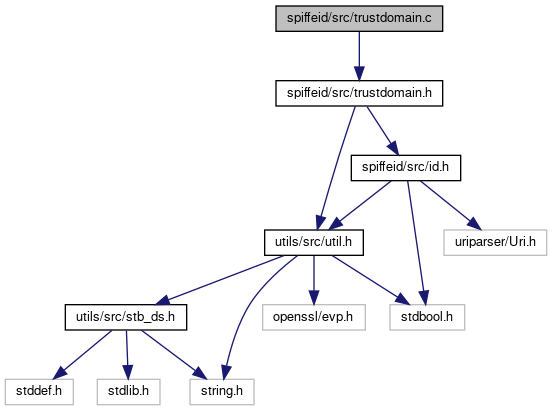 spiffeid/src/trustdomain.c
spiffeid/src/trustdomain.h
spiffeid/src/id.h
utils/src/util.h
uriparser/Uri.h
utils/src/stb_ds.h
openssl/evp.h
stdbool.h
stddef.h
stdlib.h
string.h